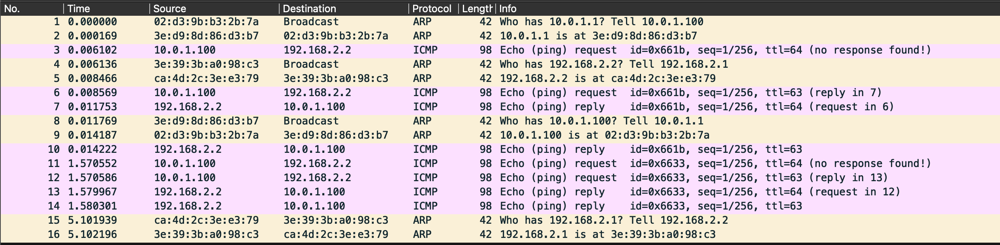 No. Time Source Destination Protocol Length Info
1 0.000000 02:d3:9b:b3:2b:7a Broadcast ARP 42 Who has 10.0.1.1? Tell 10.0.1.100
2 0.000169 3e:d9:8d:86:d3:b7 02:d3:9b:b3:2b:7a ARP 42 10.0.1.1 is at 3e:d9:8d:86:d3:b7
3 0.006102 10.0.1.100 192.168.2.2 ICMP 98 Echo (ping) request id=0x661b, seq=1/256, ttl=64 (no response found!)
4 0.006136 3e:39:3b:a0:98:c3 Broadcast ARP 42 Who has 192.168.2.2? Tell 192.168.2.1
5 0.008466 ca:4d:2c:3e:e3:79 3e:39:3b:a0:98:c3 ARP 42 192.168.2.2 is at ca:4d:2c:3e:e3:79
6 0.008569 10.0.1.100 192.168.2.2 ICMP 98 Echo (ping) request id=0x661b, seq=1/256, ttl=63 (reply in 7)
7 0.011753 192.168.2.2 10.0.1.100 ICMP 98 Echo (ping) reply id=0x661b, seq=1/256, ttl=64 (request in 6)
8 0.011769 3e:d9:8d:86:d3:b7 Broadcast ARP 42 Who has 10.0.1.100? Tell 10.0.1.1
9 0.014187 02:d3:9b:b3:2b:7a 3e:d9:8d:86:d3:b7 ARP 42 10.0.1.100 is at 02:d3:9b:b3:2b:7a
10 0.014222 192.168.2.2 10.0.1.100 ICMP 98 Echo (ping) reply id=0x661b, seq=1/256, ttl=63
11 1.570552 10.0.1.100 192.168.2.2 ICMP 98 Echo (ping) request id=0x6633, seq=1/256, ttl=64 (no response found!)
12 1.570586 10.0.1.100 192.168.2.2 ICMP 98 Echo (ping) request id=0x6633, seq=1/256, ttl=63 (reply in 13)
13 1.579967 192.168.2.2 10.0.1.100 ICMP 98 Echo (ping) reply id=0x6633, seq=1/256, ttl=64 (request in 12)
14 1.580301 192.168.2.2 10.0.1.100 ICMP 98 Echo (ping) reply id=0x6633, seq=1/256, ttl=63
15 5.101939 ca:4d:2c:3e:e3:79 3e:39:3b:a0:98:c3 ARP 42 Who has 192.168.2.1? Tell 192.168.2.2
16 5.102196 3e:39:3b:a0:98:c3 ca:4d:2c:3e:e3:79 ARP 42 192.168.2.1 is at 3e:39:3b:a0:98:c3